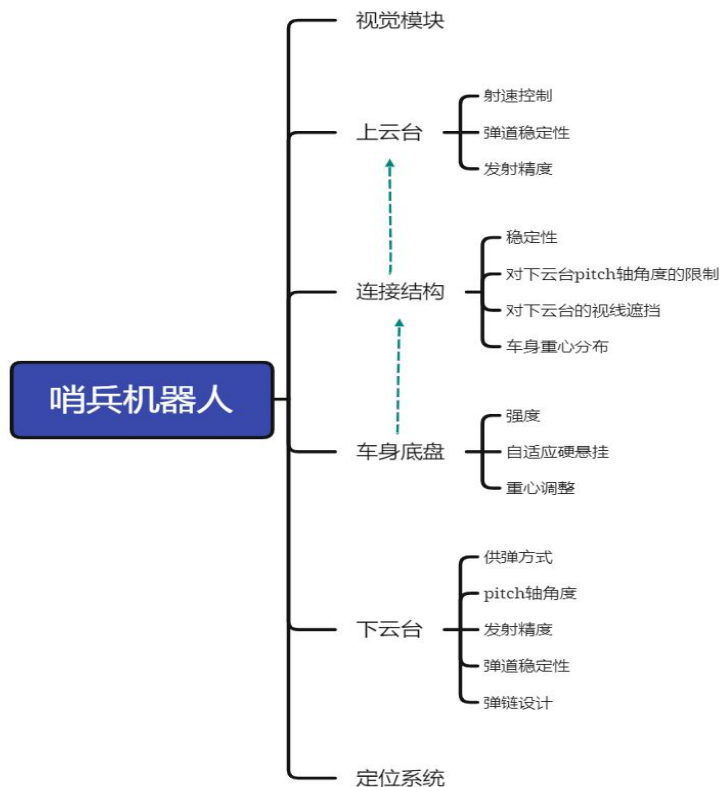 哨兵机器人
视觉模块
上云台
射速控制
弹道稳定性
发射精度
连接结构
稳定性
对下云台pitch轴角度的限制
对下云台的视线遮挡
车身重心分布
车身底盘
强度
自适应硬悬挂
重心调整
下云台
供弹方式
pitch轴角度
发射精度
弹道稳定性
弹链设计
定位系统